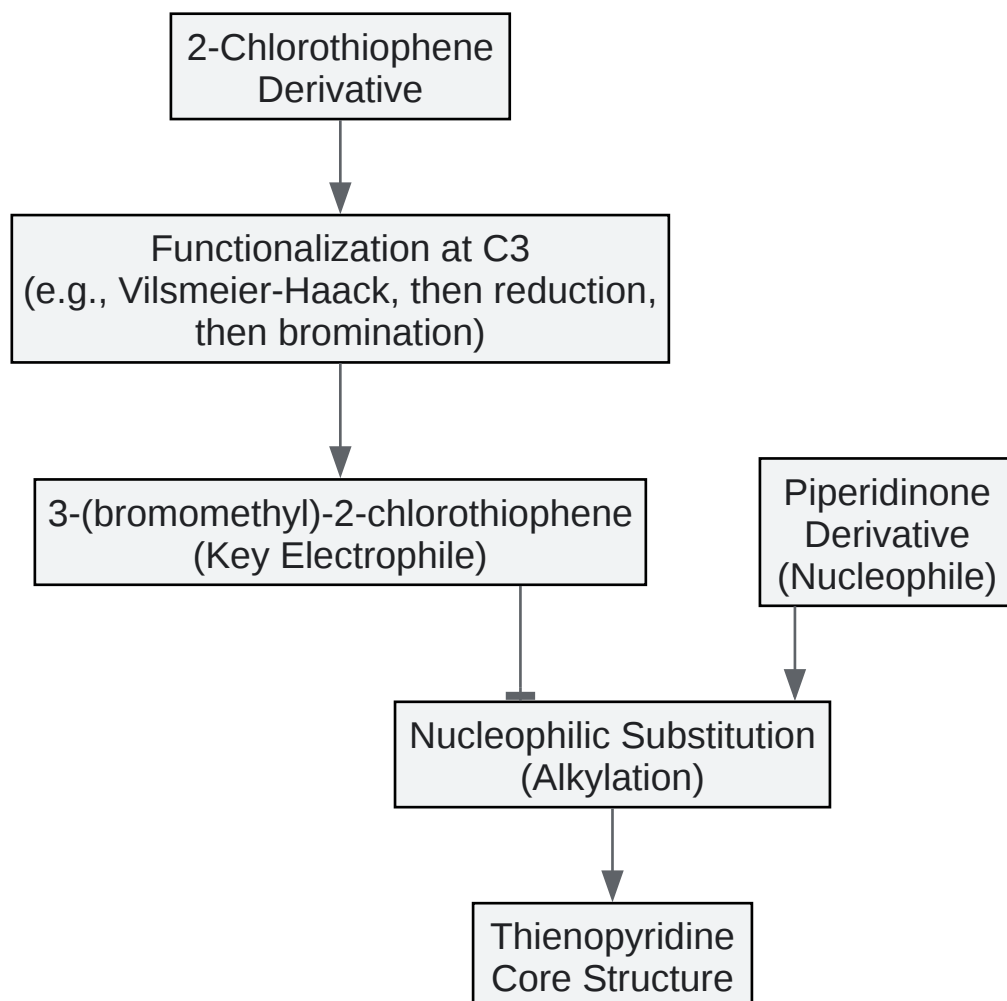 2-Chlorothiophene
Derivative
Functionalization at C3
(e.g., Vilsmeier-Haack, then reduction,
then bromination)
3-(bromomethyl)-2-chlorothiophene
(Key Electrophile)
Piperidinone
Derivative
(Nucleophile)
Nucleophilic Substitution
(Alkylation)
Thienopyridine
Core Structure